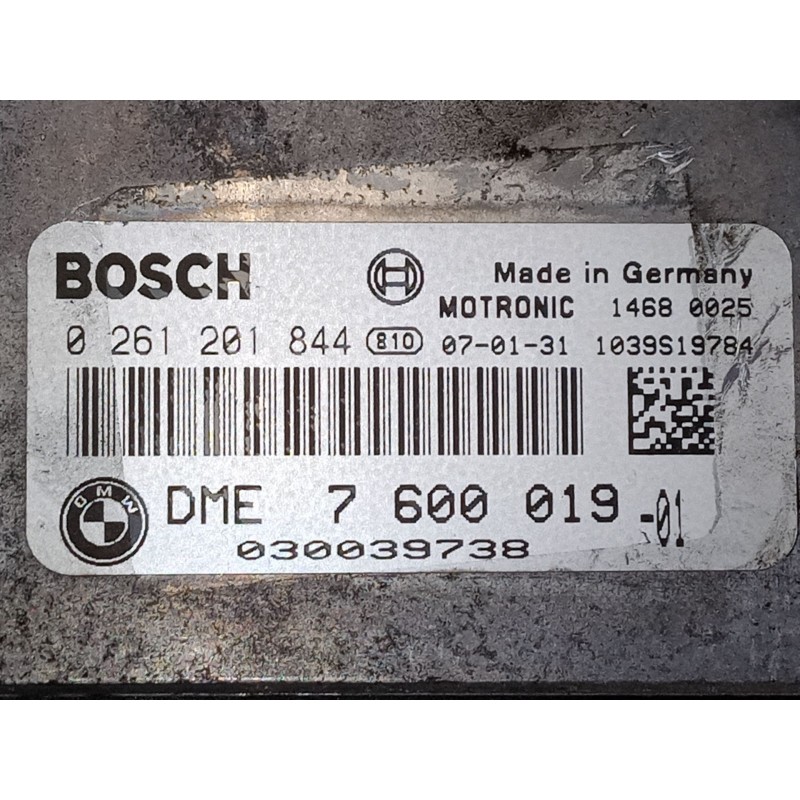 BOSCH
Made in Germany
MOTRONIC 1468 0025
0 261 201 844 810 07-01-31 1039S19784
BMW
DME 7 600 019 -01
030039738